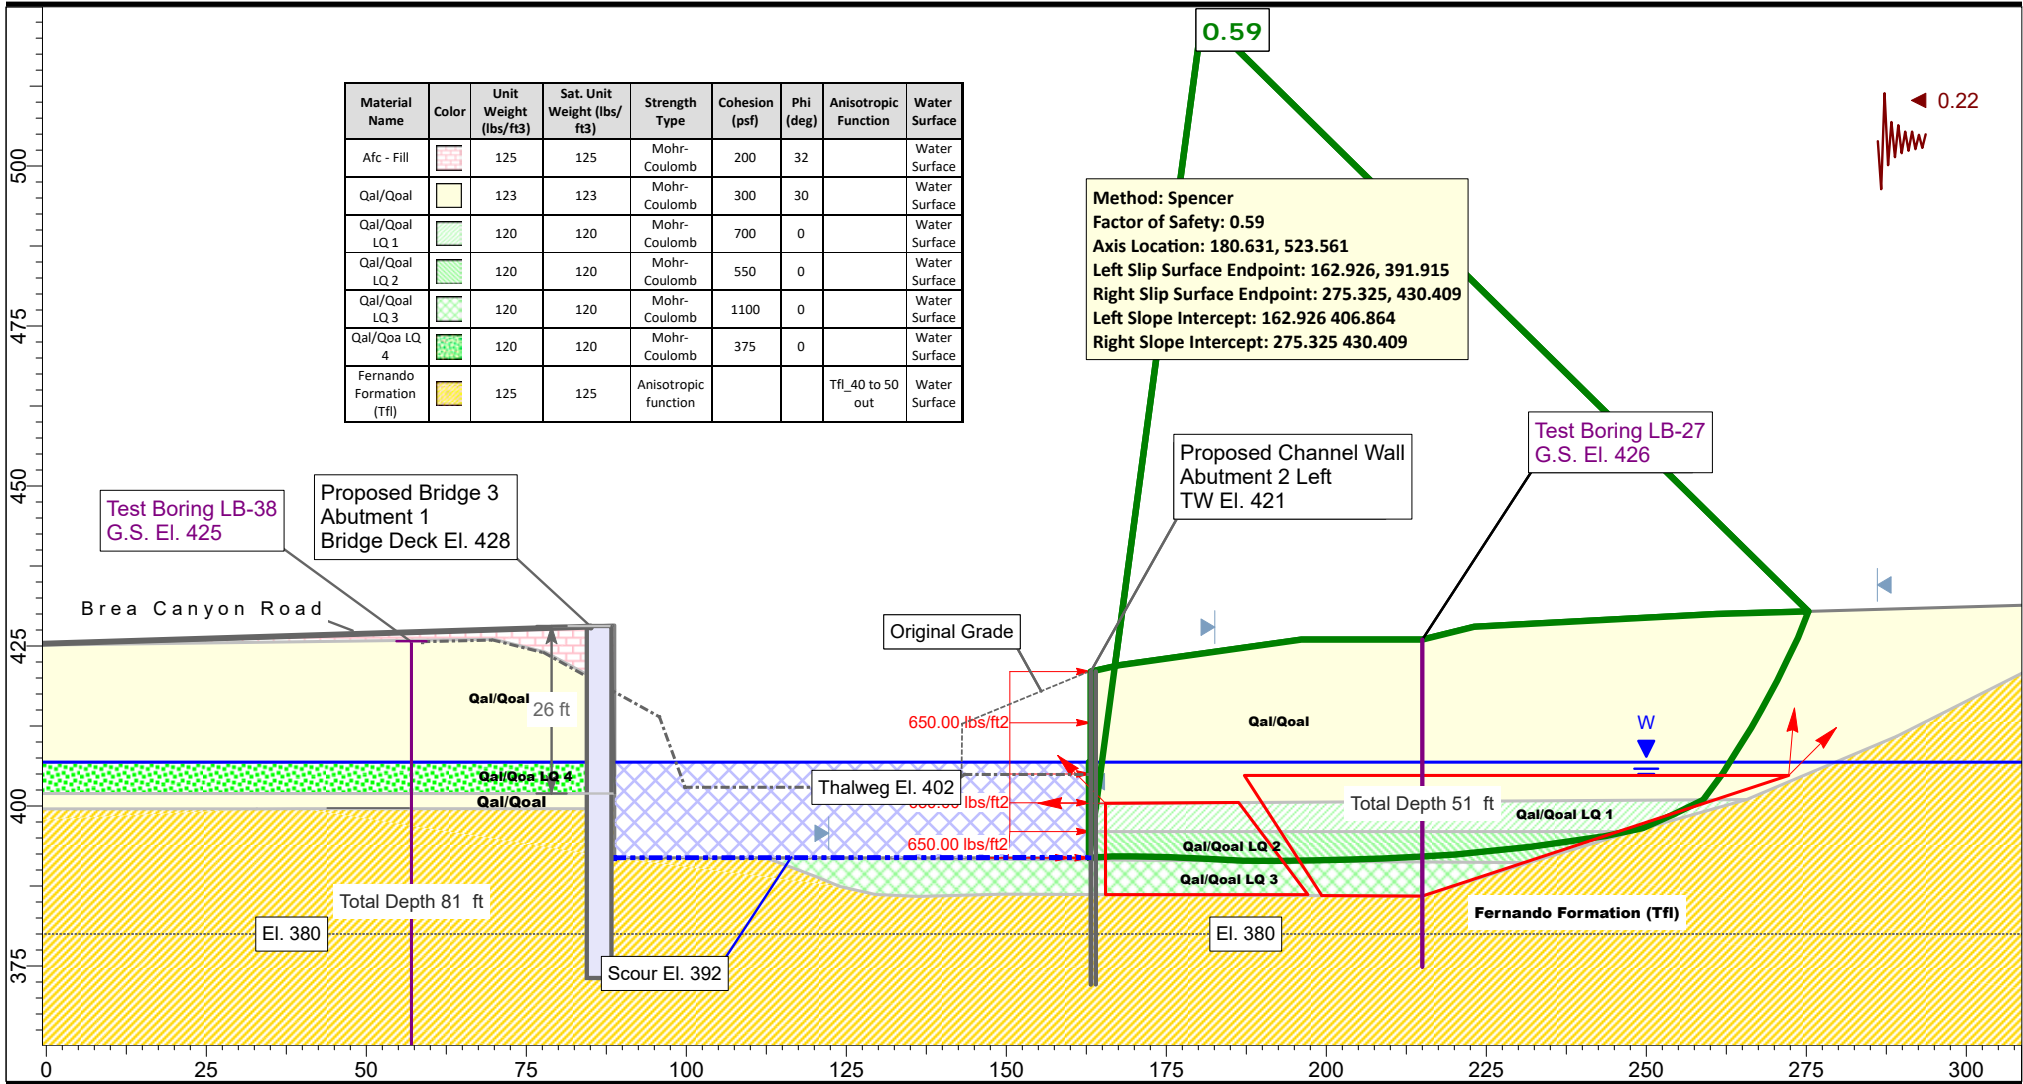 0.59
0.22
Material Name Color Unit Weight (lbs/ft3) Sat. Unit Weight (lbs/ft3) Strength Type Cohesion (psf) Phi (deg) Anisotropic Function Water Surface
Afc - Fill 125 125 Mohr-Coulomb 200 32 Water Surface
Qal/Qoal 123 123 Mohr-Coulomb 300 30 Water Surface
Qal/Qoal LQ 1 120 120 Mohr-Coulomb 700 0 Water Surface
Qal/Qoal LQ 2 120 120 Mohr-Coulomb 550 0 Water Surface
Qal/Qoal LQ 3 120 120 Mohr-Coulomb 1100 0 Water Surface
Qal/Qoa LQ 4 120 120 Mohr-Coulomb 375 0 Water Surface
Fernando Formation (Tfl) 125 125 Anisotropic function Tfl_40 to 50 out Water Surface
Method: Spencer
Factor of Safety: 0.59
Axis Location: 180.631, 523.561
Left Slip Surface Endpoint: 162.926, 391.915
Right Slip Surface Endpoint: 275.325, 430.409
Left Slope Intercept: 162.926 406.864
Right Slope Intercept: 275.325 430.409
Test Boring LB-27
G.S. El. 426
Proposed Channel Wall
Abutment 2 Left
TW El. 421
Proposed Bridge 3
Abutment 1
Bridge Deck El. 428
Test Boring LB-38
G.S. El. 425
Brea Canyon Road
Original Grade
Qal/Qoal
26 ft
650.00 lbs/ft2
Qal/Qoal
W
Qal/Qoa LQ 4
Thalweg El. 402
Qal/Qoal
lbs/ft2
Total Depth 51 ft
Qal/Qoal LQ 1
650.00 lbs/ft2
Qal/Qoal LQ 2
Qal/Qoal LQ 3
Total Depth 81 ft
Fernando Formation (Tfl)
El. 380
El. 380
Scour El. 392
500
475
450
425
400
375
0 25 50 75 100 125 150 175 200 225 250 275 300